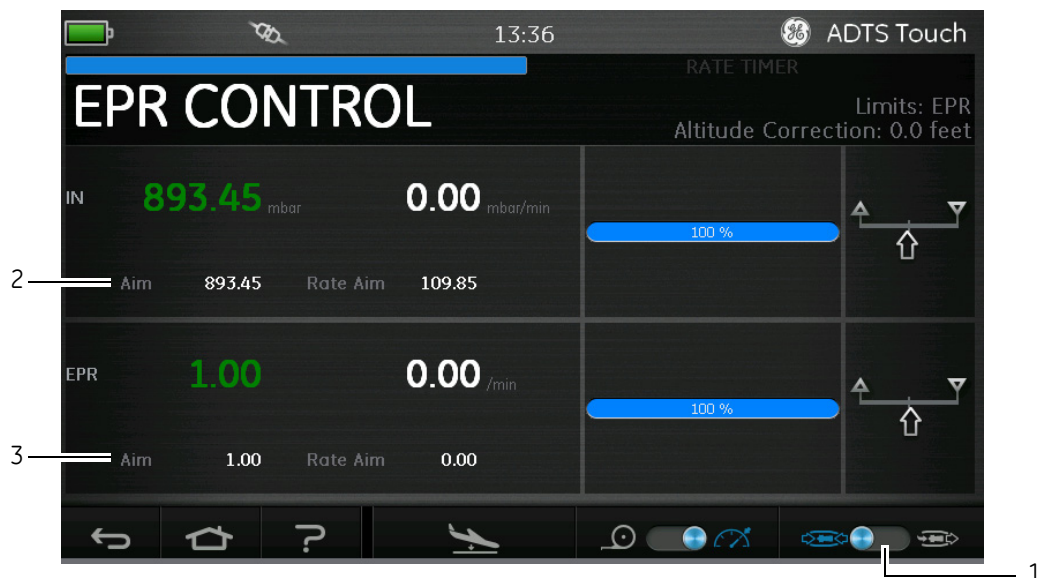 13:36 ADTS Touch
RATE TIMER
EPR CONTROL
Limits: EPR
Altitude Correction: 0.0 feet
IN 893.45 mbar 0.00 mbar/min
100 %
2 Aim 893.45 Rate Aim 109.85
EPR 1.00 0.00 /min
100 %
3 Aim 1.00 Rate Aim 0.00
?
1